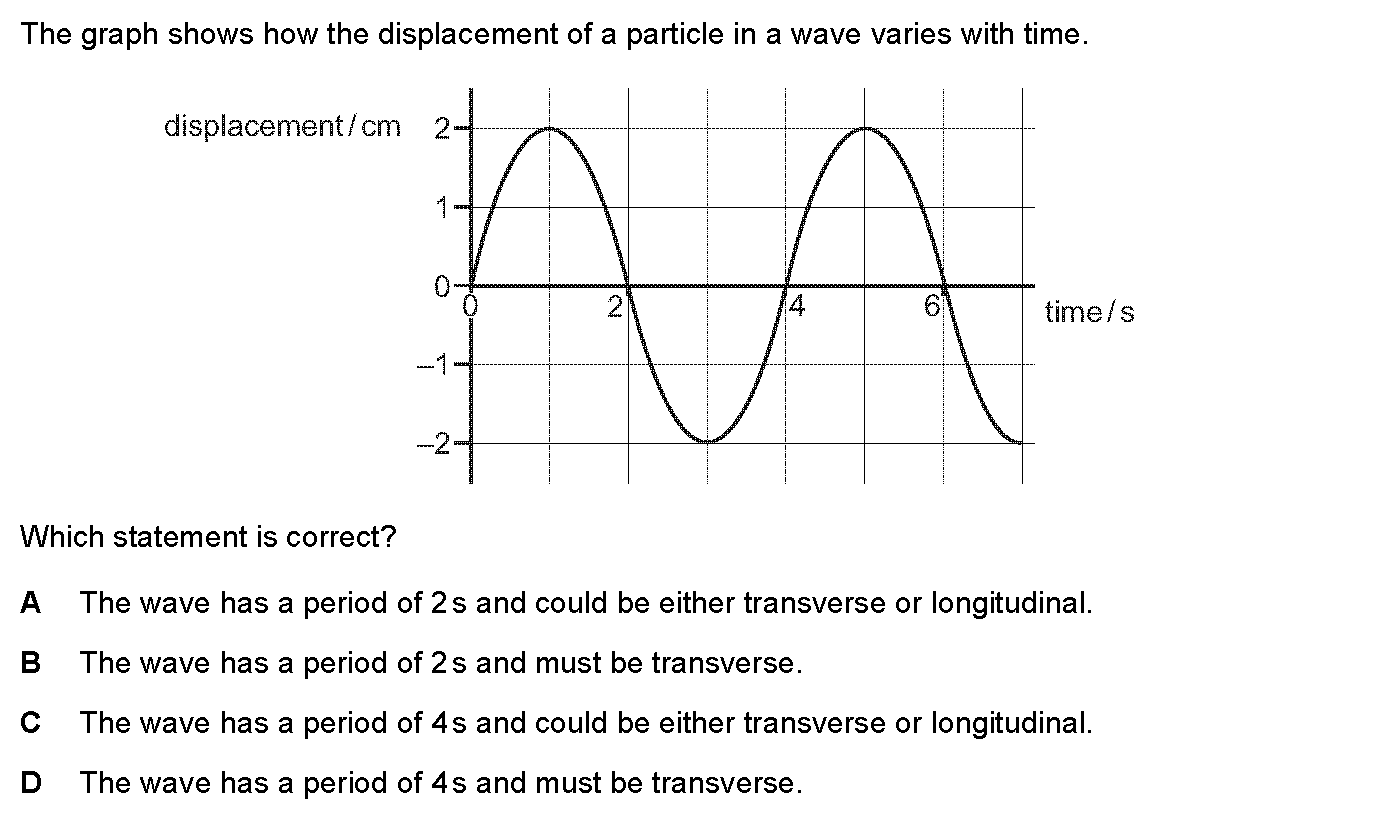 The graph shows how the displacement of a particle in a wave varies with time.
displacement / cm
2
1
0
–1
–2
0
2
4
6
time / s
Which statement is correct?
A The wave has a period of 2 s and could be either transverse or longitudinal.
B The wave has a period of 2 s and must be transverse.
C The wave has a period of 4 s and could be either transverse or longitudinal.
D The wave has a period of 4 s and must be transverse.